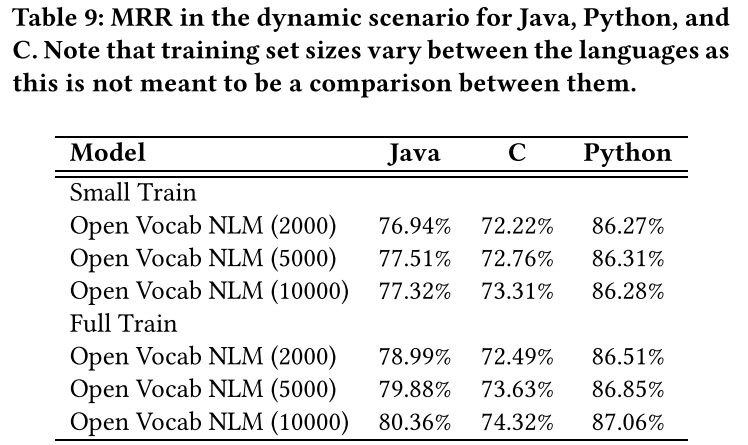 Table 9: MRR in the dynamic scenario for Java, Python, and
C. Note that training set sizes vary between the languages as
this is not meant to be a comparison between them.
Model Java C Python
Small Train
Open Vocab NLM (2000) 76.94% 72.22% 86.27%
Open Vocab NLM (5000) 77.51% 72.76% 86.31%
Open Vocab NLM (10000) 77.32% 73.31% 86.28%
Full Train
Open Vocab NLM (2000) 78.99% 72.49% 86.51%
Open Vocab NLM (5000) 79.88% 73.63% 86.85%
Open Vocab NLM (10000) 80.36% 74.32% 87.06%